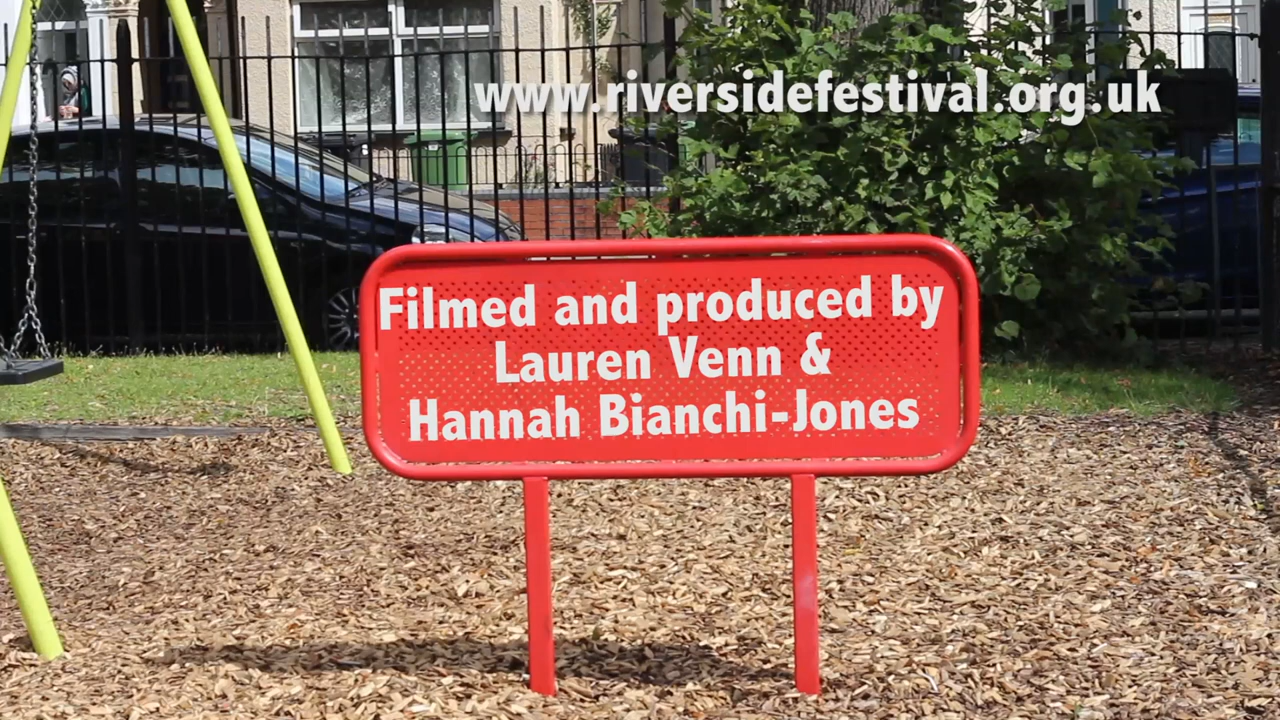 www.riversidefestival.org.uk
Filmed and produced by
Lauren Venn &
Hannah Bianchi-Jones